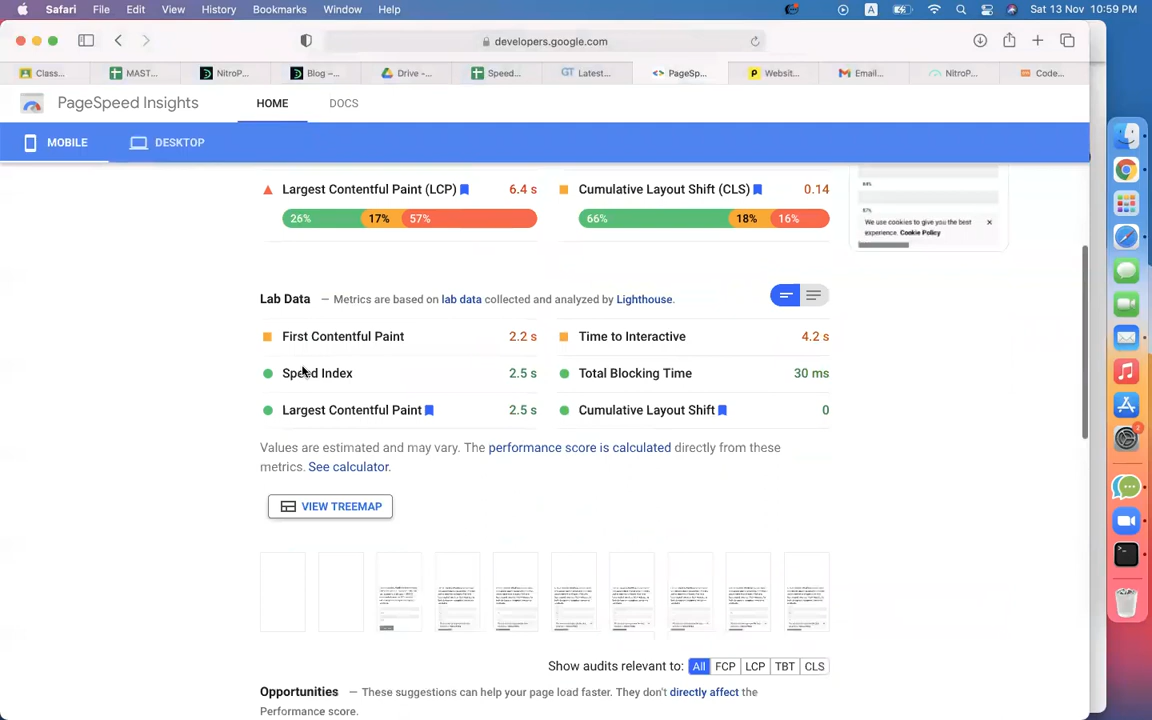 Safari File Edit View History Bookmarks Window Help
A
Sat 13 Nov 10:59 PM
developers.google.com
Class...
MAST...
NitroP...
Blog –...
Drive -...
Speed...
GT Latest...
<> PageSp...
P Websit...
Email...
NitroP...
Code...
PageSpeed Insights
HOME
DOCS
MOBILE
DESKTOP
Largest Contentful Paint (LCP) 6.4 s
26% 17% 57%
Cumulative Layout Shift (CLS) 0.14
66% 18% 16%
We use cookies to give you the best
experience. Cookie Policy
Lab Data — Metrics are based on lab data collected and analyzed by Lighthouse.
First Contentful Paint 2.2 s
Time to Interactive 4.2 s
Speed Index 2.5 s
Total Blocking Time 30 ms
Largest Contentful Paint 2.5 s
Cumulative Layout Shift 0
Values are estimated and may vary. The performance score is calculated directly from these
metrics. See calculator.
VIEW TREEMAP
Show audits relevant to: All FCP LCP TBT CLS
Opportunities — These suggestions can help your page load faster. They don't directly affect the
Performance score.